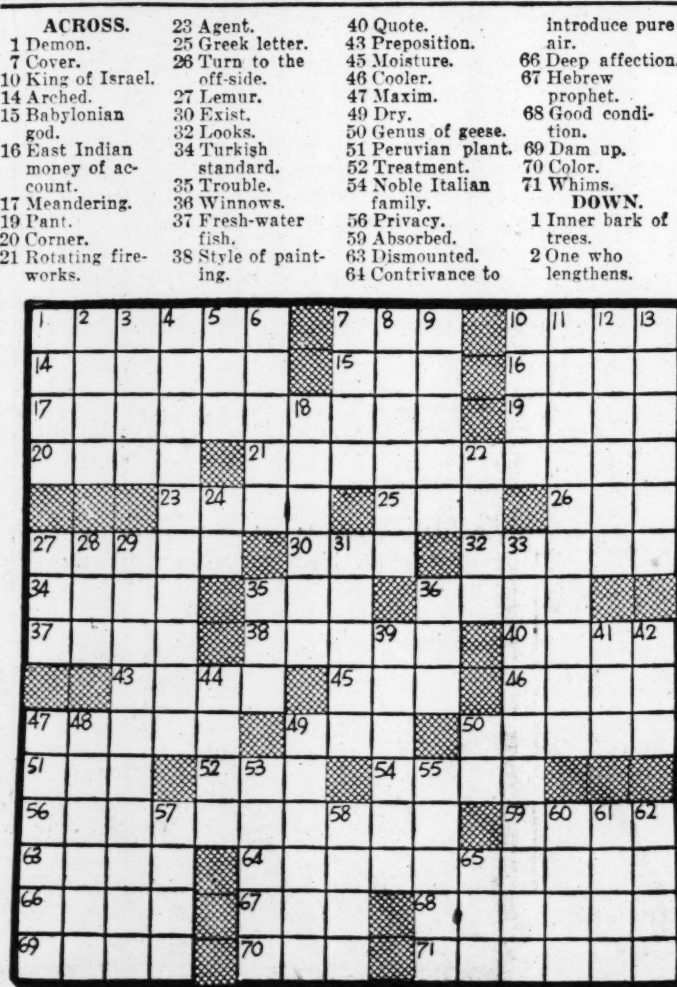 ACROSS.
1 Demon.
7 Cover.
10 King of Israel.
14 Arched.
15 Babylonian
god.
16 East Indian
money of ac-
count.
17 Meandering.
19 Pant.
20 Corner.
21 Rotating fire-
works.
23 Agent.
25 Greek letter.
26 Turn to the
off-side.
27 Lemur.
30 Exist.
32 Looks.
34 Turkish
standard.
35 Trouble.
36 Winnows.
37 Fresh-water
fish.
38 Style of paint-
ing.
40 Quote.
43 Preposition.
45 Moisture.
46 Cooler.
47 Maxim.
49 Dry.
50 Genus of geese.
51 Peruvian plant.
52 Treatment.
54 Noble Italian
family.
56 Privacy.
59 Absorbed.
63 Dismounted.
64 Contrivance to
introduce pure
air.
66 Deep affection.
67 Hebrew
prophet.
68 Good condi-
tion.
69 Dam up.
70 Color.
71 Whims.
DOWN.
1 Inner bark of
trees.
2 One who
lengthens.
1 2 3 4 5 6 7 8 9 10 11 12 13
14 15 16
17 18 19
20 21 22
23 24 25 26
27 28 29 30 31 32 33
34 35 36
37 38 39 40 41 42
43 44 45 46
47 48 49 50
51 52 53 54 55
56 57 58 59 60 61 62
63 64 65
66 67 68
69 70 71